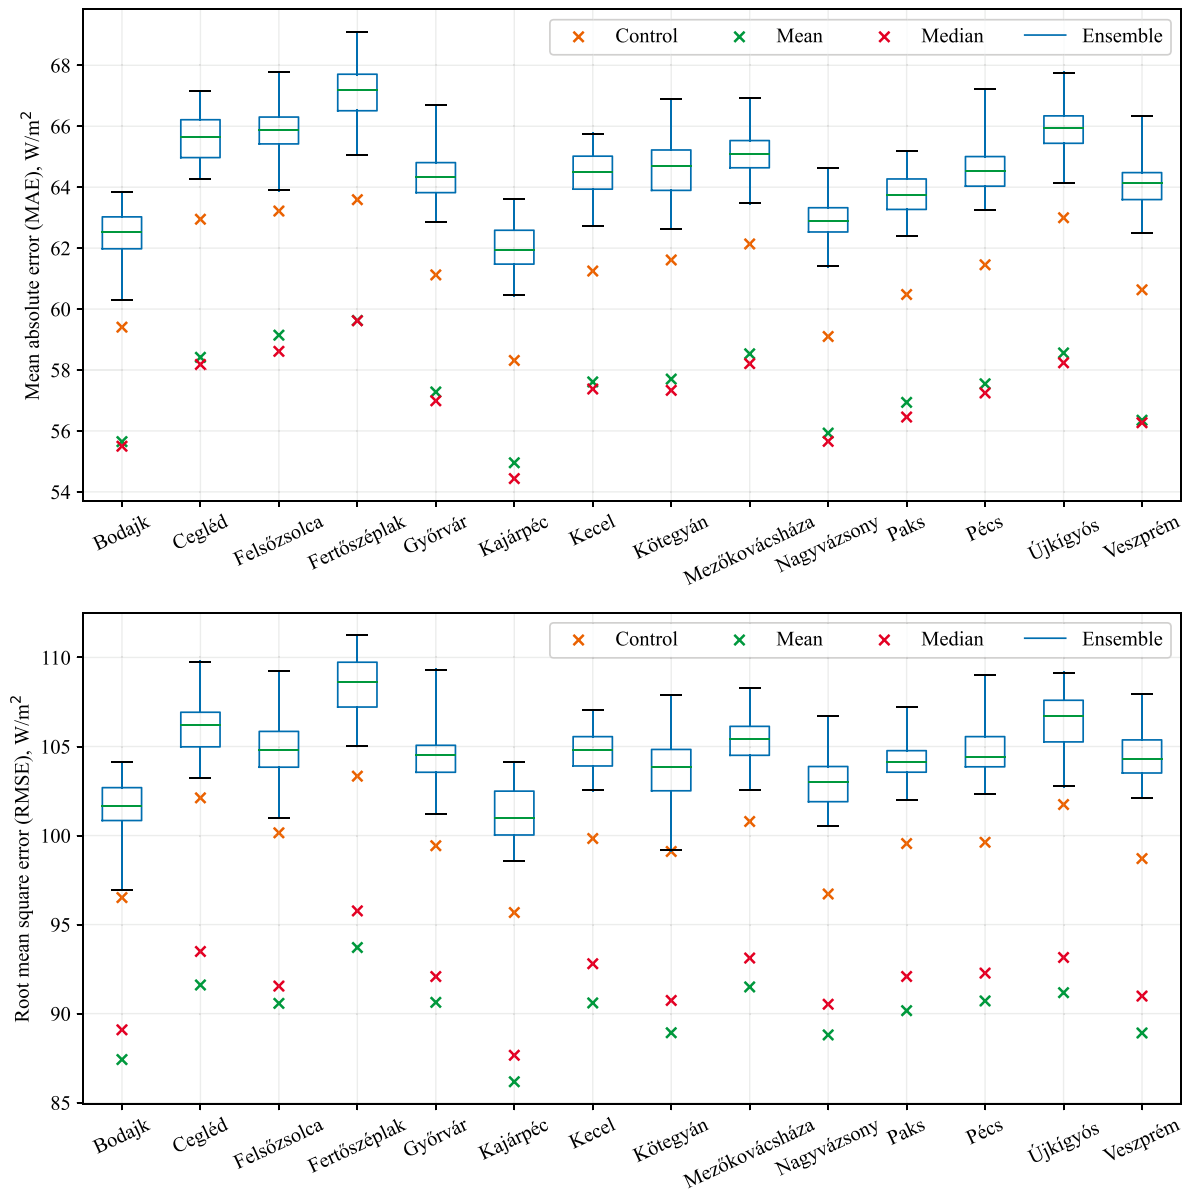 Control Mean Median Ensemble
Mean absolute error (MAE), W/m²
68
66
64
62
60
58
56
54
Bodajk Cegléd Felsőzsolca Fertőszéplak Győrvár Kajárpéc Kecel Kötegyán Mezőkovácsháza Nagyvázsony Paks Pécs Újkígyós Veszprém
Control Mean Median Ensemble
Root mean square error (RMSE), W/m²
110
105
100
95
90
85
Bodajk Cegléd Felsőzsolca Fertőszéplak Győrvár Kajárpéc Kecel Kötegyán Mezőkovácsháza Nagyvázsony Paks Pécs Újkígyós Veszprém